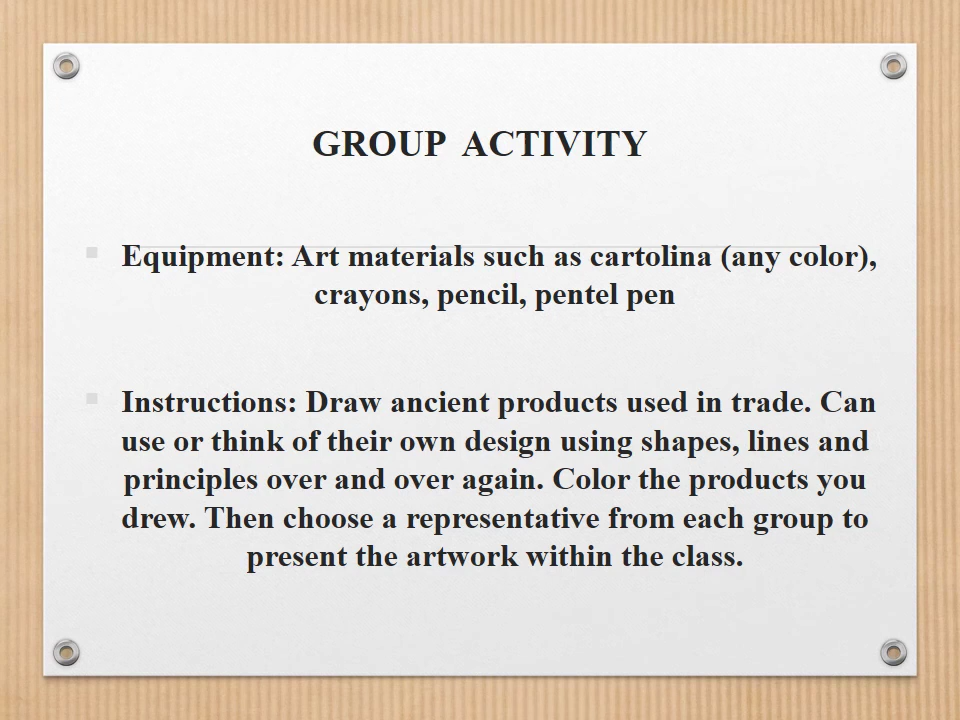 GROUP ACTIVITY
Equipment: Art materials such as cartolina (any color),
crayons, pencil, pentel pen
Instructions: Draw ancient products used in trade. Can
use or think of their own design using shapes, lines and
principles over and over again. Color the products you
drew. Then choose a representative from each group to
present the artwork within the class.